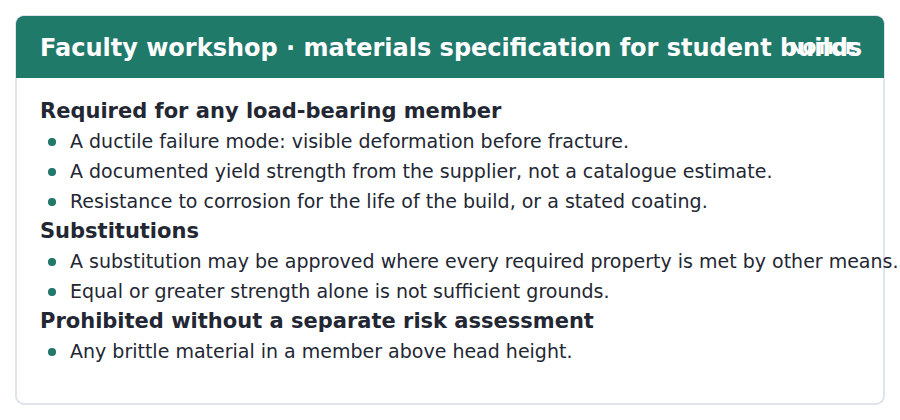 Faculty workshop · materials specification for student builds
Required for any load-bearing member
A ductile failure mode: visible deformation before fracture.
A documented yield strength from the supplier, not a catalogue estimate.
Resistance to corrosion for the life of the build, or a stated coating.
Substitutions
A substitution may be approved where every required property is met by other means.
Equal or greater strength alone is not sufficient grounds.
Prohibited without a separate risk assessment
Any brittle material in a member above head height.